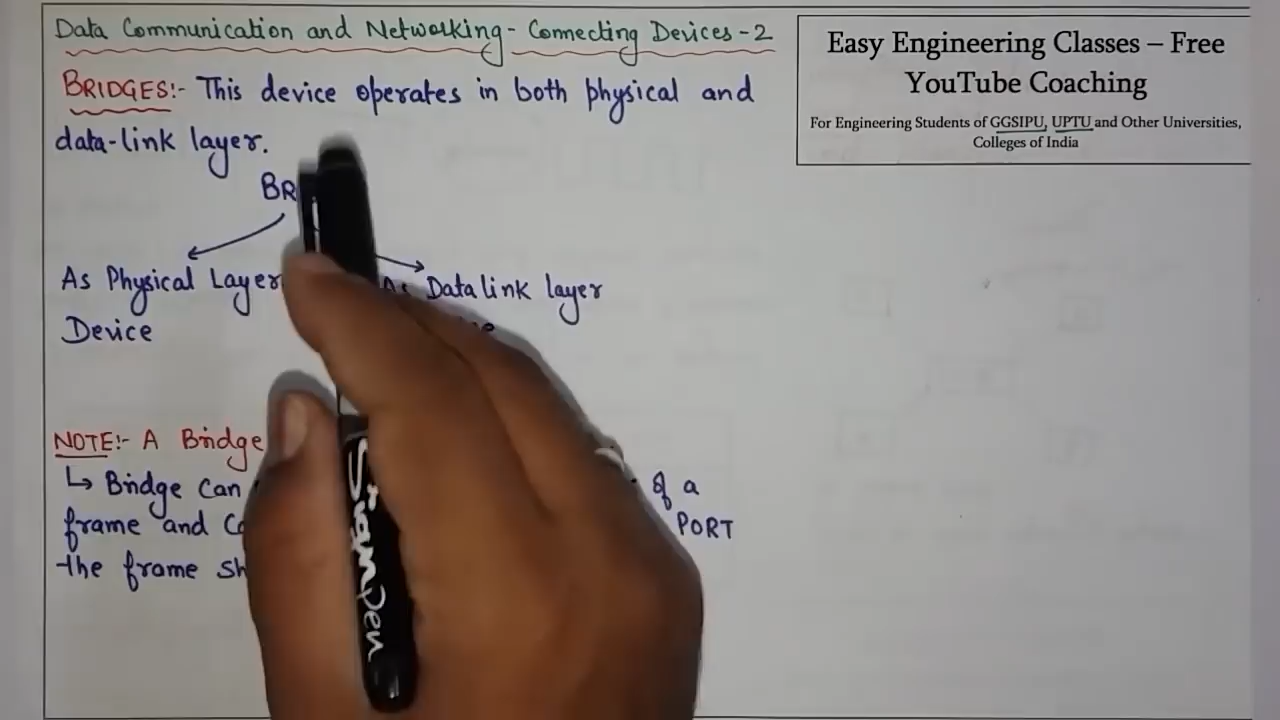 Data Communication and Networking - Connecting Devices - 2
Easy Engineering Classes – Free
YouTube Coaching
For Engineering Students of GGSIPU, UPTU and Other Universities,
Colleges of India
BRIDGES:- This device operates in both physical and
data-link layer.
BR
As Physical Layer As Datalink layer
Device
NOTE:- A Bridge
↳ Bridge Can of a
frame and PORT
the frame
Signpen